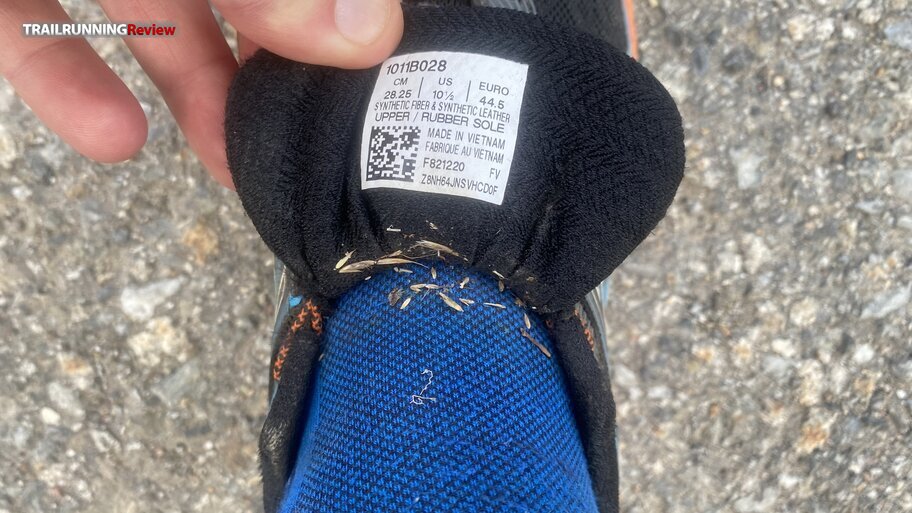 TRAILRUNNINGReview
1011B028
CM | US | EURO
28.25 | 10½ | 44.5
SYNTHETIC FIBER & SYNTHETIC LEATHER
UPPER / RUBBER SOLE
MADE IN VIETNAM
FABRIQUE AU VIETNAM
F821220 FV
Z8NH64JNSVHCD0F